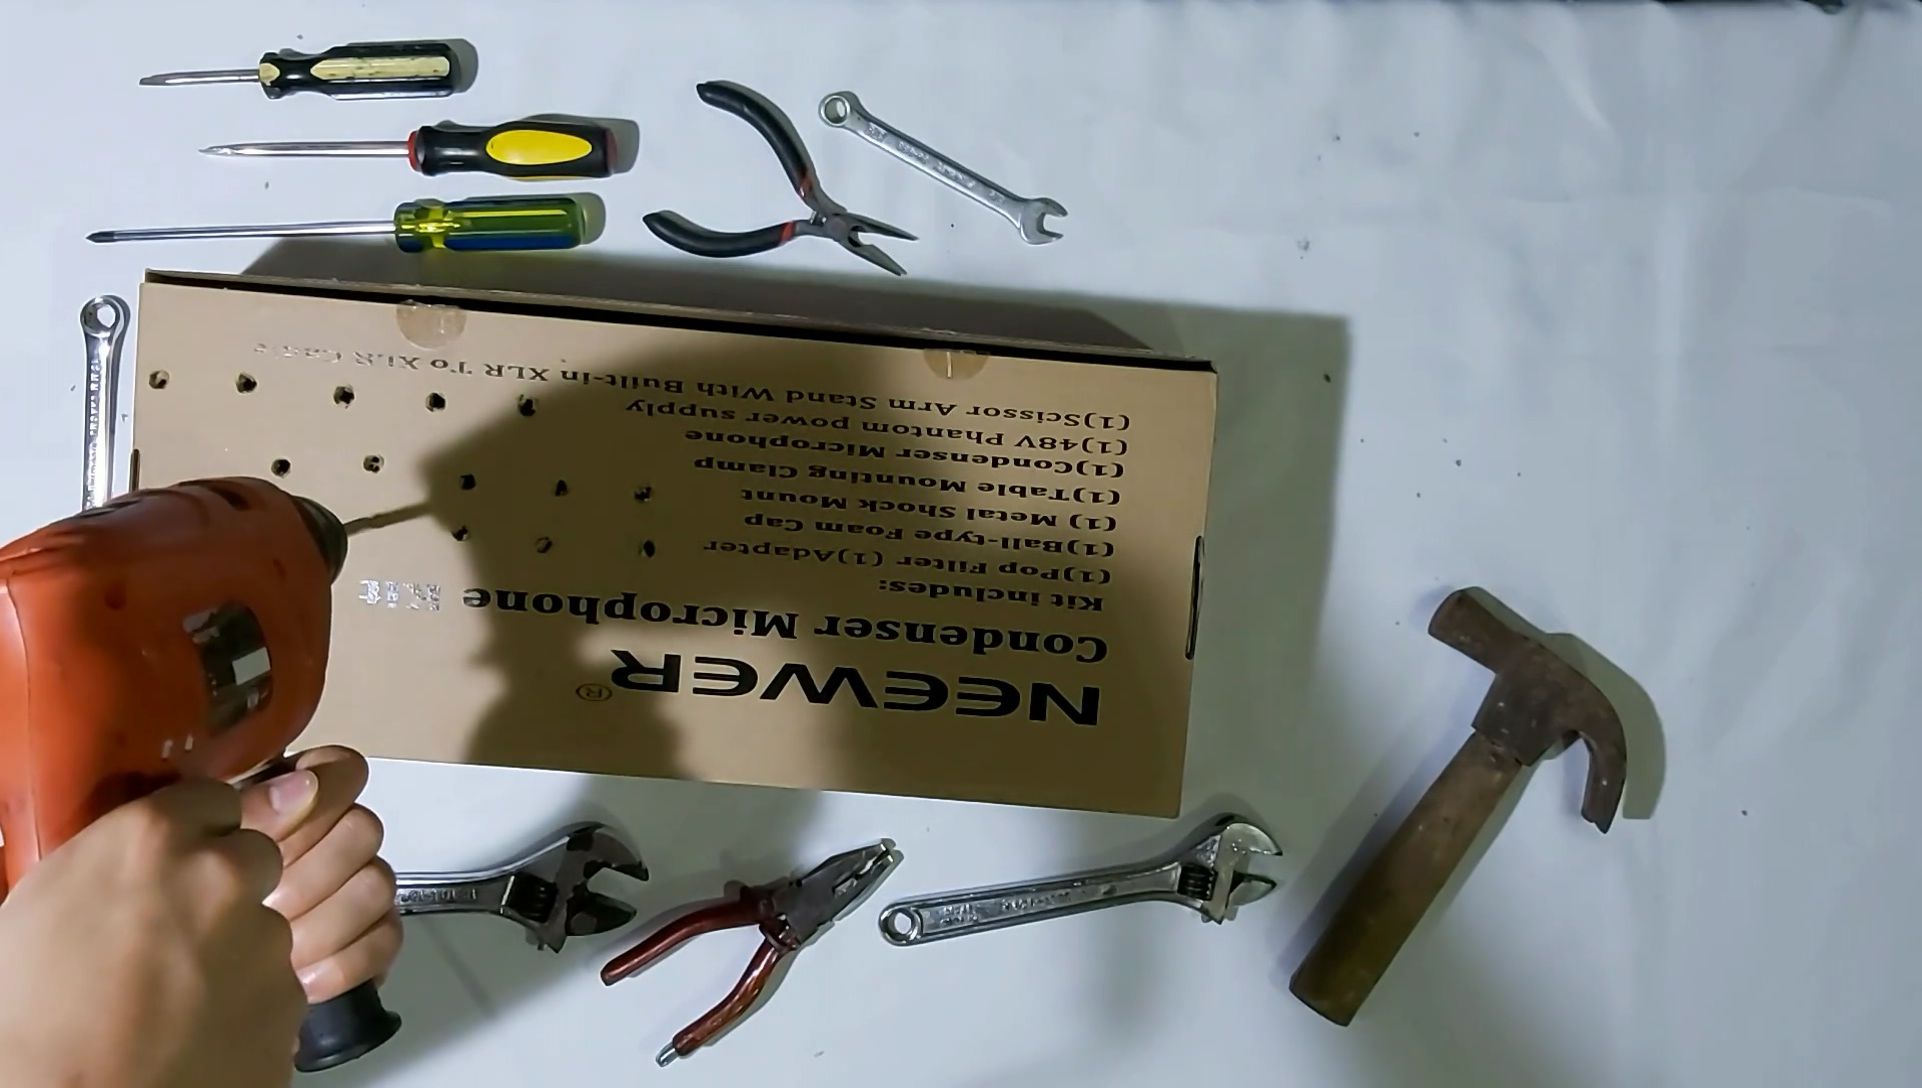 NEEWER®
Condenser Microphone Kit
Kit includes:
(1)Pop Filter (1)Adapter
(1)Ball-type Foam Cap
(1) Metal Shock Mount
(1)Table Mounting Clamp
(1)Condenser Microphone
(1)48V Phantom power supply
(1)Scissor Arm Stand With Built-in XLR To XLR Cable